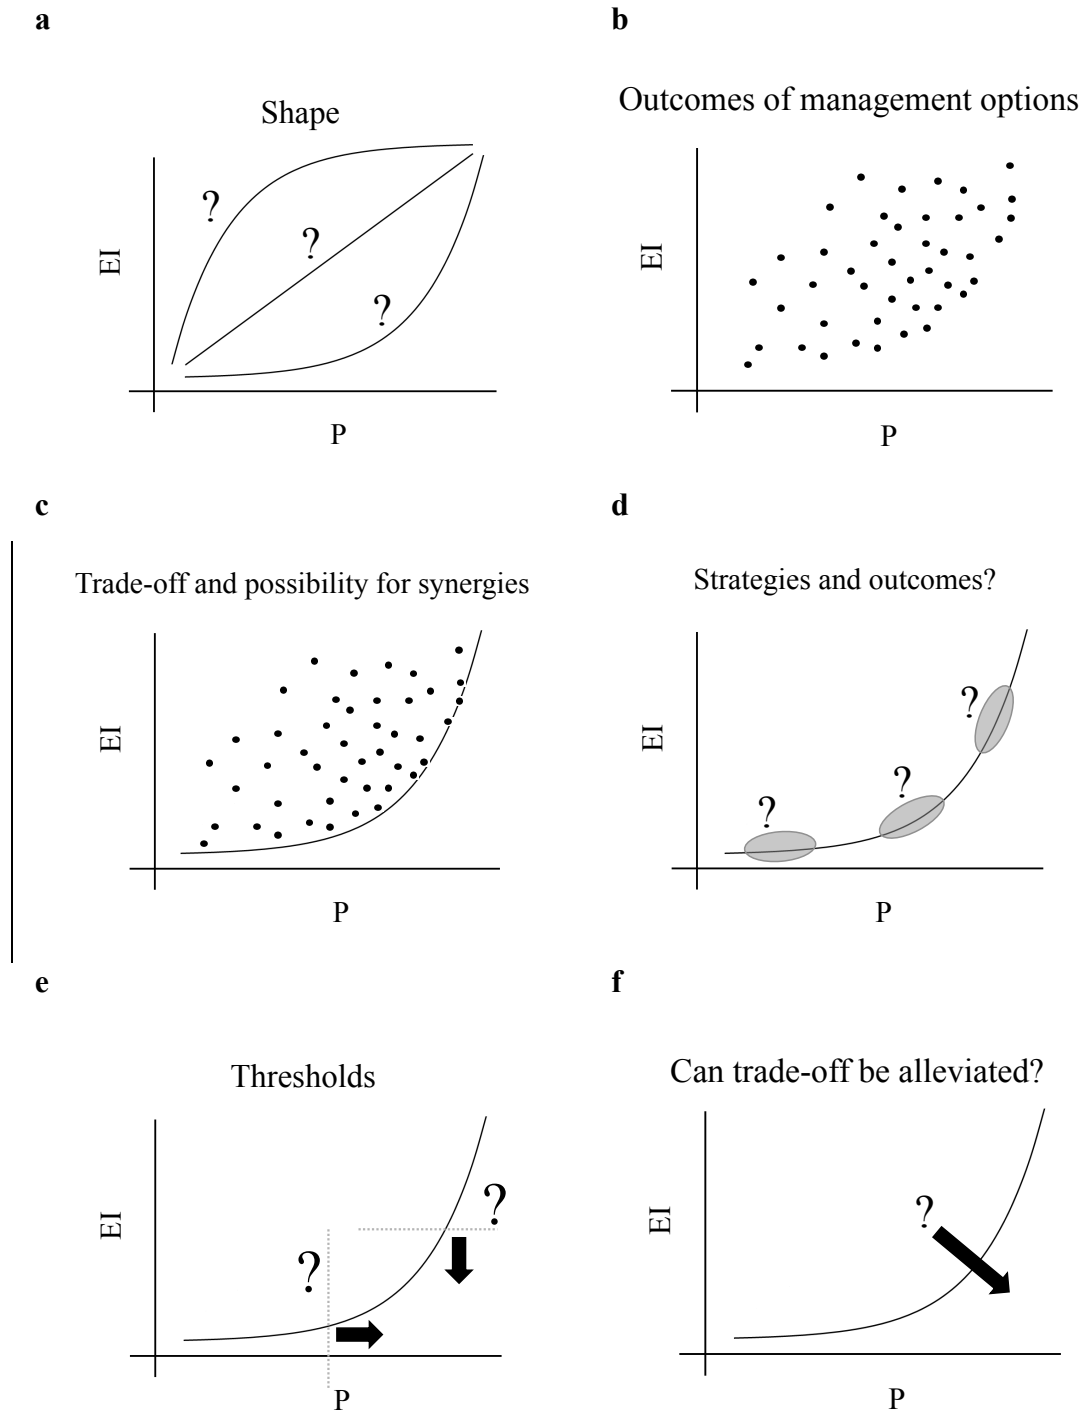 a
Shape
?
?
?
EI
P
b
Outcomes of management options
EI
P
c
Trade-off and possibility for synergies
EI
P
d
Strategies and outcomes?
?
?
?
EI
P
e
Thresholds
?
?
EI
P
f
Can trade-off be alleviated?
?
EI
P